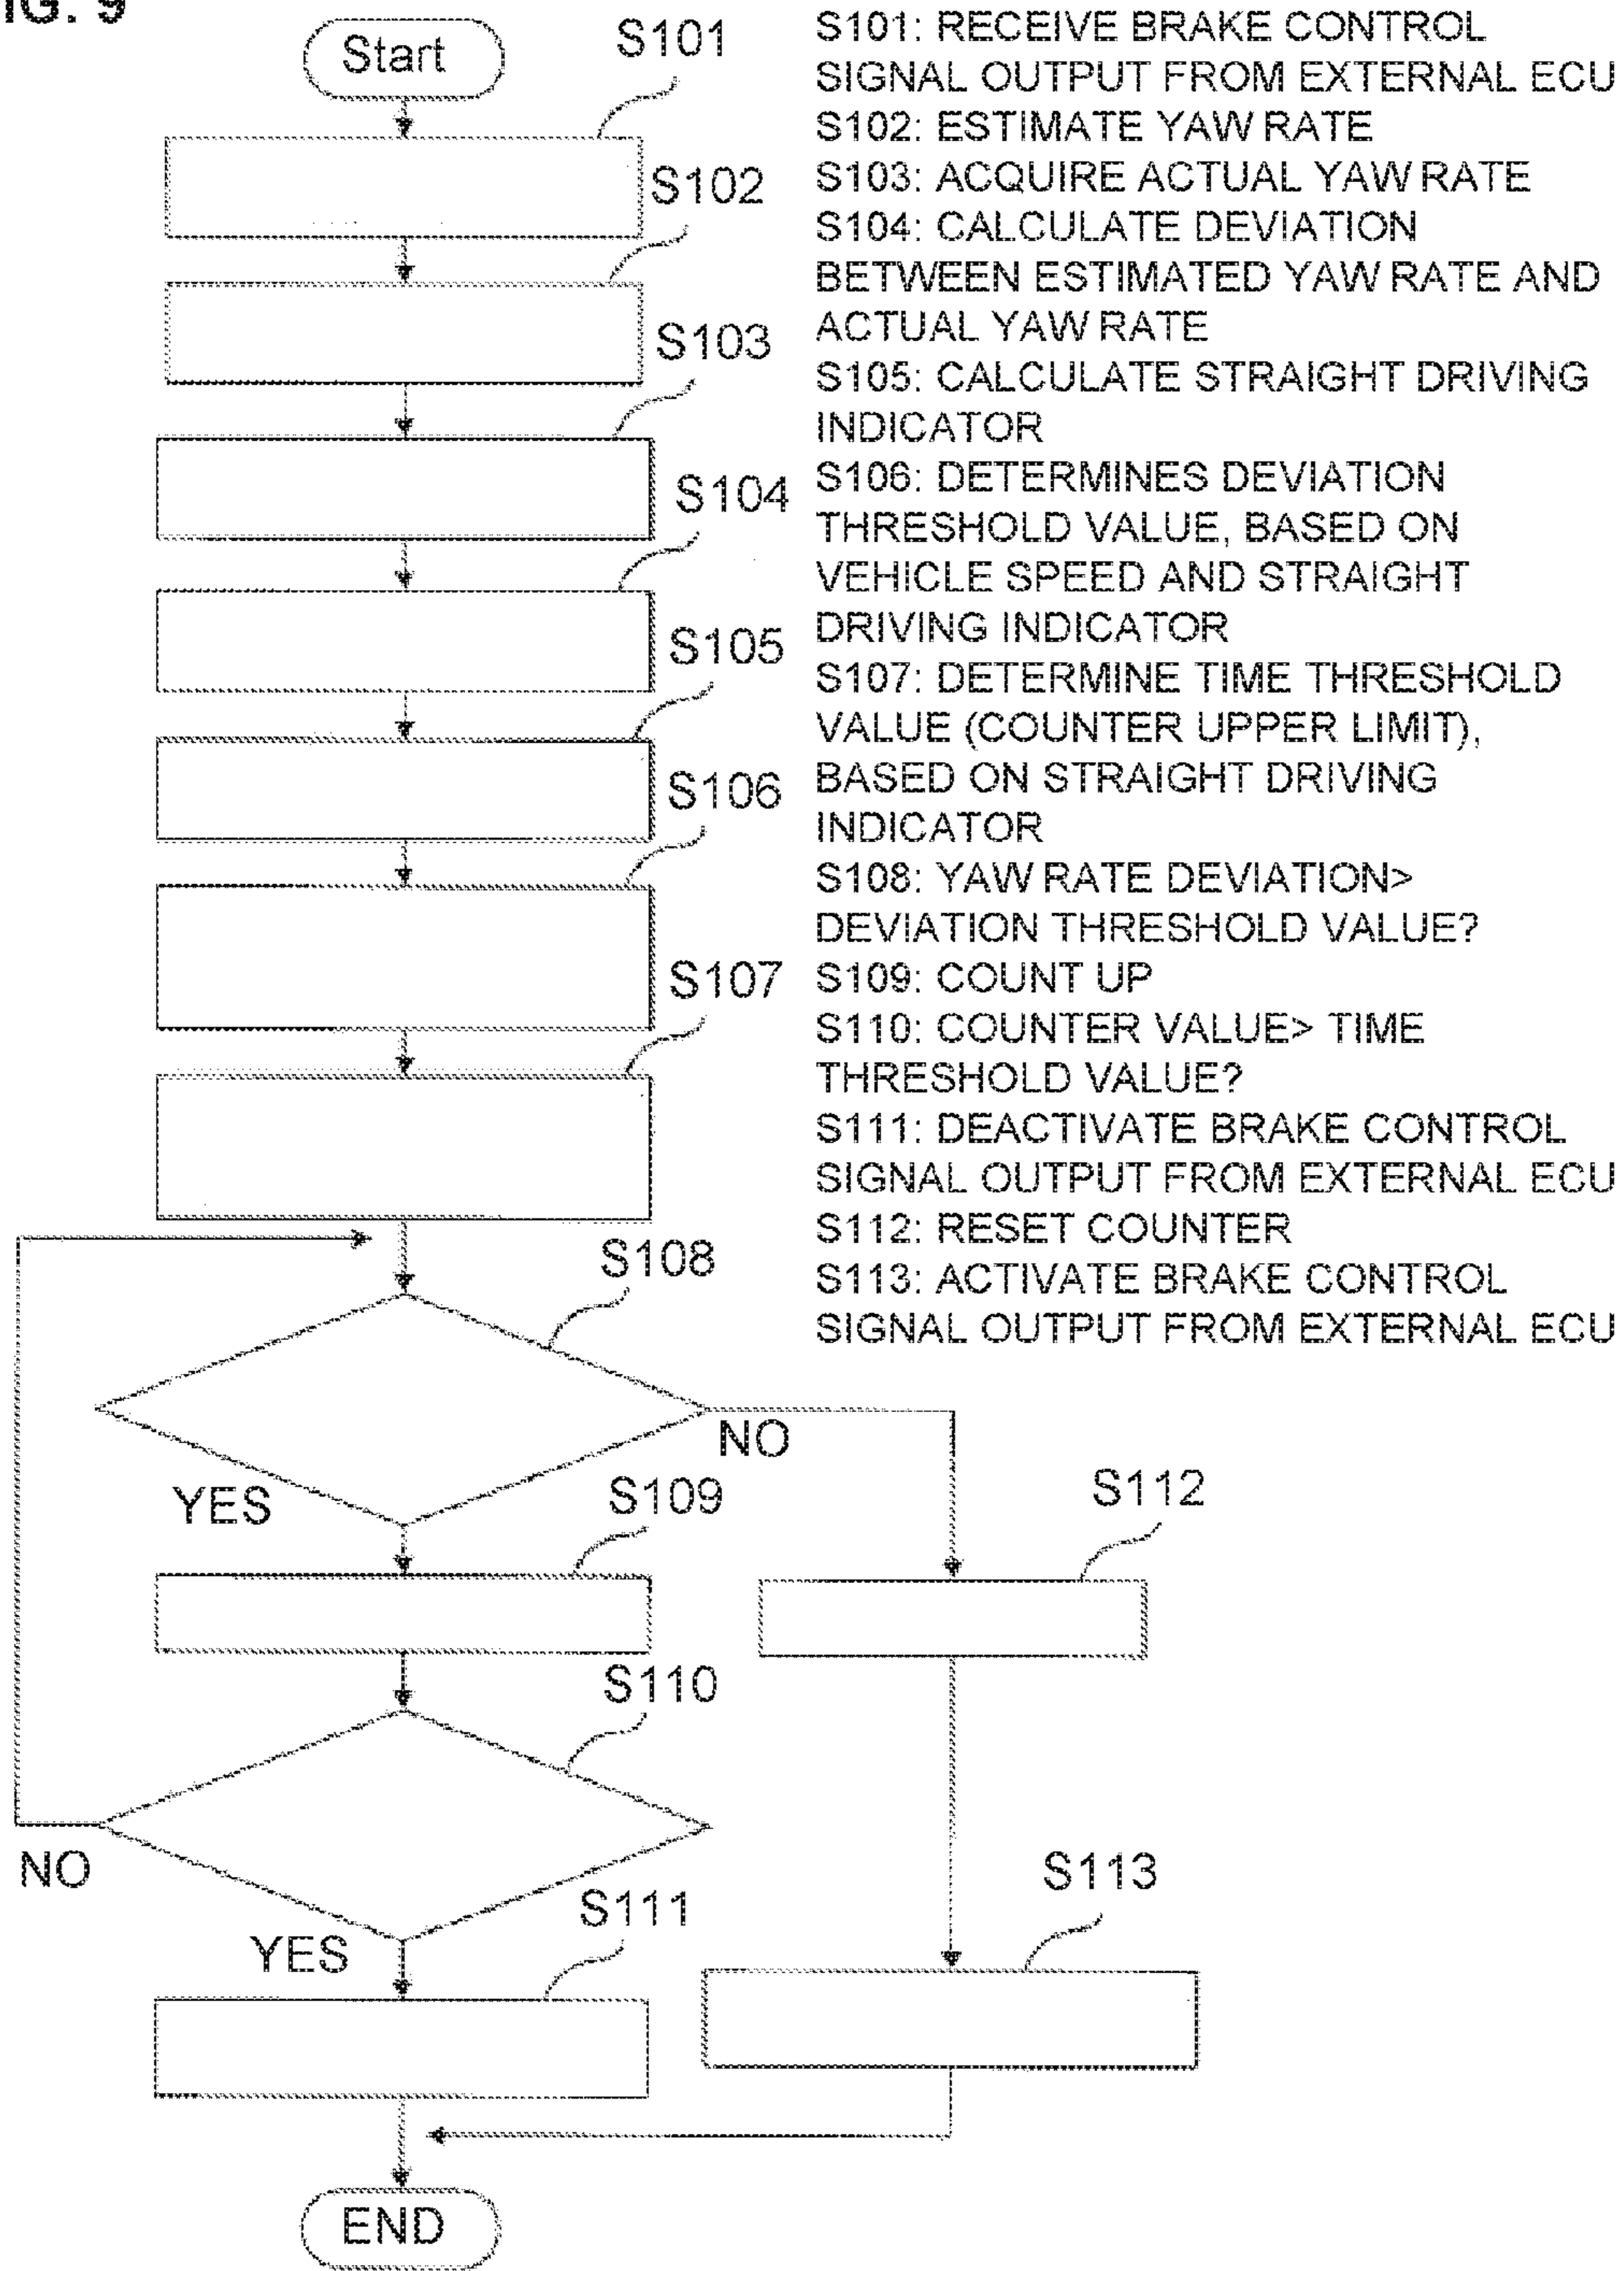 IG. 9
Start
S101
S102
S103
S104
S105
S106
S107
S108
NO
YES
S109
S112
S110
NO
S113
S111
YES
END
S101: RECEIVE BRAKE CONTROL
SIGNAL OUTPUT FROM EXTERNAL ECU
S102: ESTIMATE YAW RATE
S103: ACQUIRE ACTUAL YAW RATE
S104: CALCULATE DEVIATION
BETWEEN ESTIMATED YAW RATE AND
ACTUAL YAW RATE
S105: CALCULATE STRAIGHT DRIVING
INDICATOR
S106: DETERMINES DEVIATION
THRESHOLD VALUE, BASED ON
VEHICLE SPEED AND STRAIGHT
DRIVING INDICATOR
S107: DETERMINE TIME THRESHOLD
VALUE (COUNTER UPPER LIMIT),
BASED ON STRAIGHT DRIVING
INDICATOR
S108: YAW RATE DEVIATION>
DEVIATION THRESHOLD VALUE?
S109: COUNT UP
S110: COUNTER VALUE> TIME
THRESHOLD VALUE?
S111: DEACTIVATE BRAKE CONTROL
SIGNAL OUTPUT FROM EXTERNAL ECU
S112: RESET COUNTER
S113: ACTIVATE BRAKE CONTROL
SIGNAL OUTPUT FROM EXTERNAL ECU